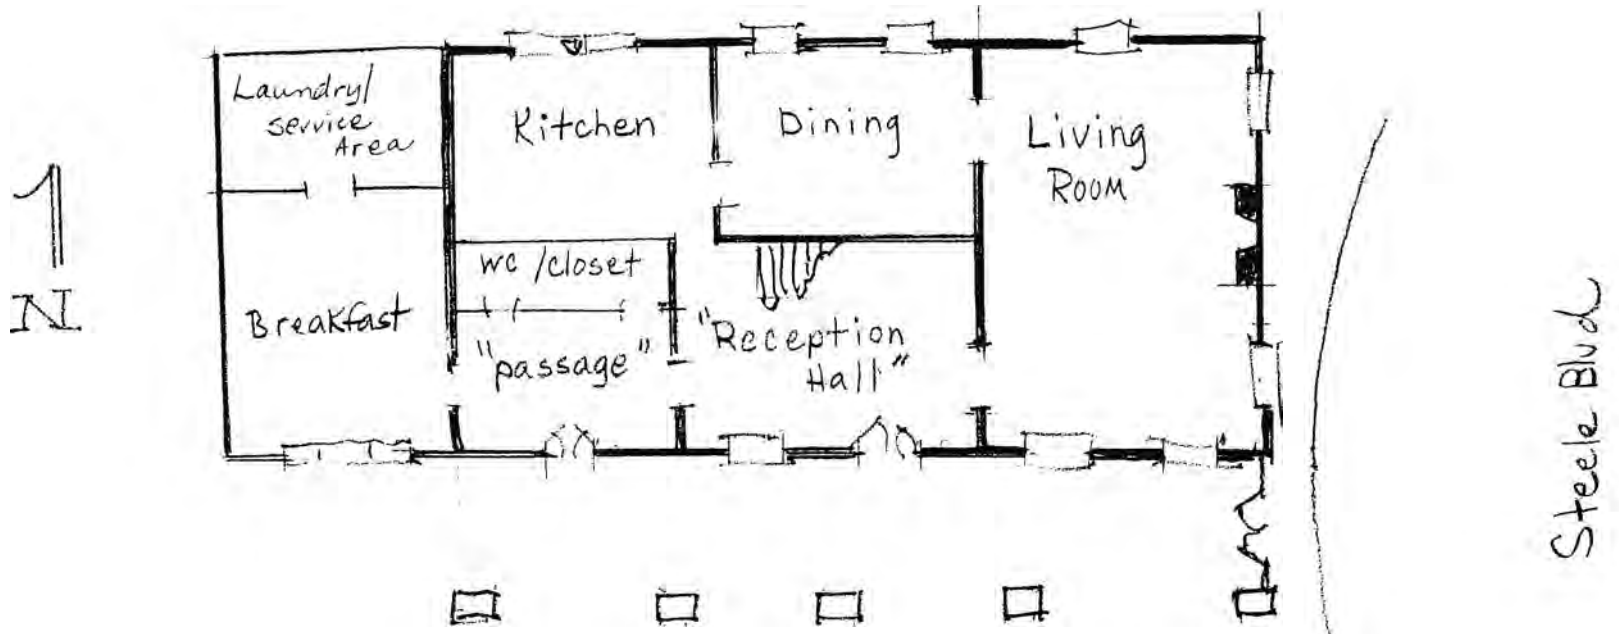 Laundry/
service
Area
Kitchen
Dining
Living
Room
WC/closet
Breakfast
"passage"
"Reception
Hall"
N
Steele Blvd